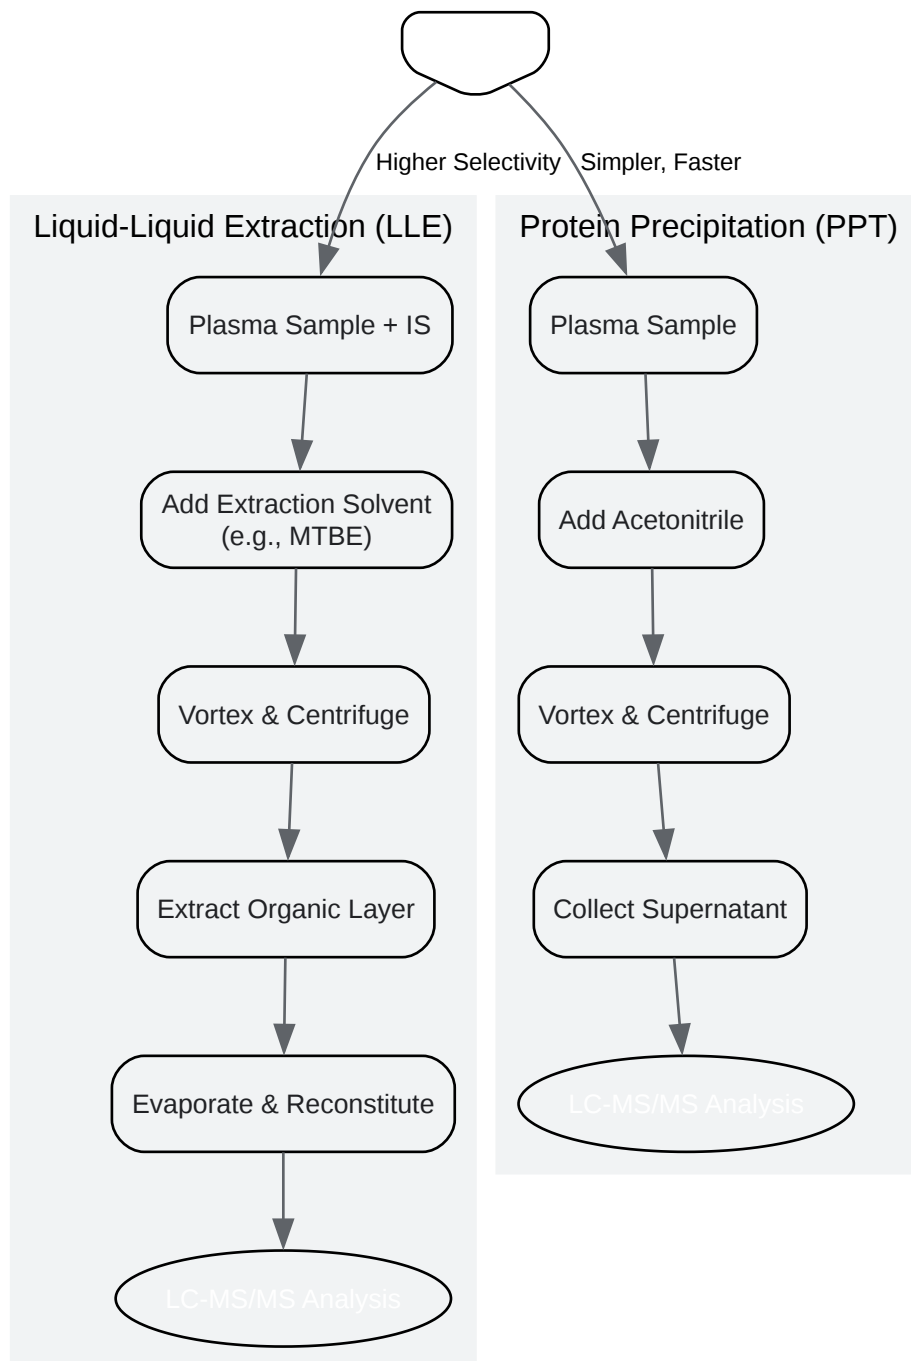 Higher Selectivity
Simpler, Faster
Liquid-Liquid Extraction (LLE)
Plasma Sample + IS
Add Extraction Solvent
(e.g., MTBE)
Vortex & Centrifuge
Extract Organic Layer
Evaporate & Reconstitute
LC-MS/MS Analysis
Protein Precipitation (PPT)
Plasma Sample
Add Acetonitrile
Vortex & Centrifuge
Collect Supernatant
LC-MS/MS Analysis